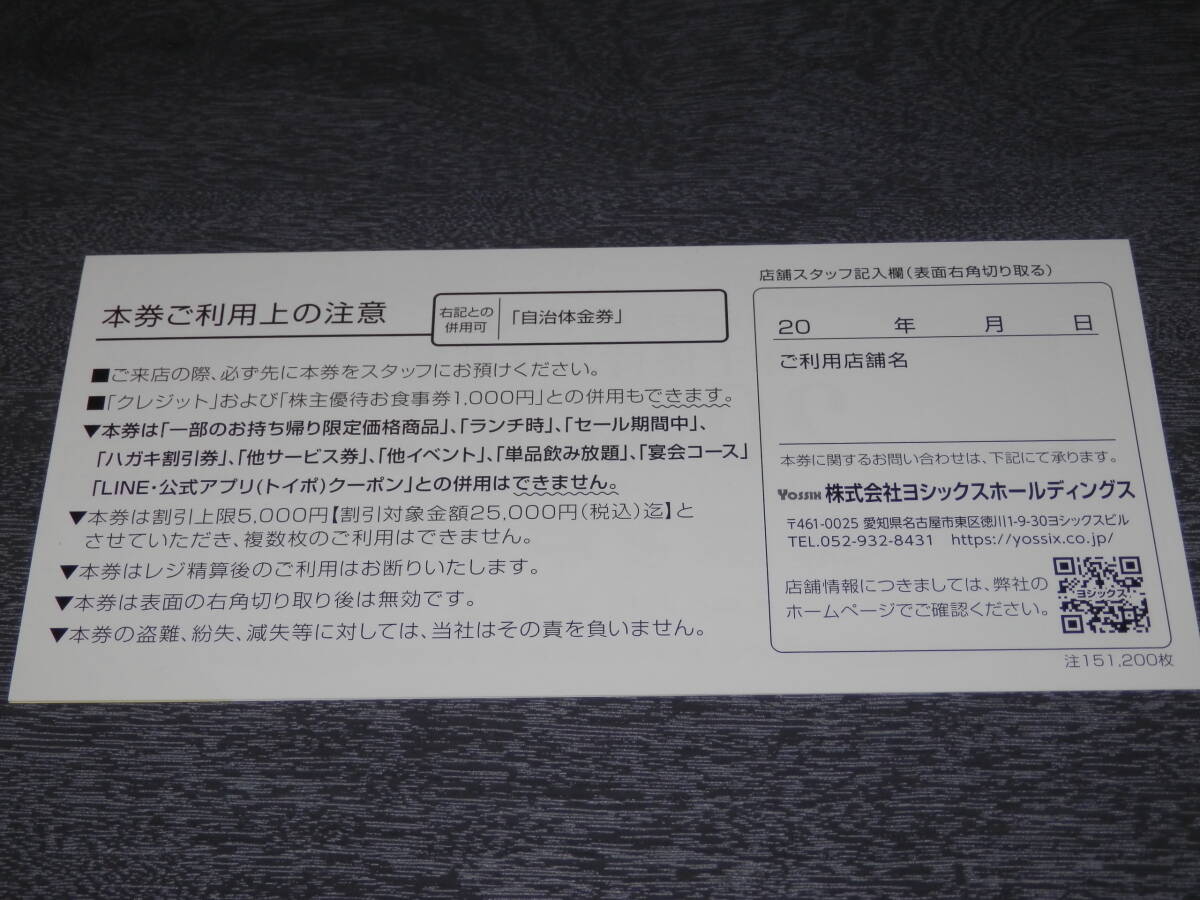 本券ご利用上の注意
右記との
併用可
「自治体金券」
■ご来店の際、必ず先に本券をスタッフにお預けください。
■「クレジット」および「株主優待お食事券1,000円」との併用もできます。
▼本券は「一部のお持ち帰り限定価格商品」、「ランチ時」、「セール期間中」、
「ハガキ割引券」、「他サービス券」、「他イベント」、「単品飲み放題」、「宴会コース」
「LINE・公式アプリ(トイポ)クーポン」との併用はできません。
▼本券は割引上限5,000円【割引対象金額25,000円(税込)迄】と
させていただき、複数枚のご利用はできません。
▼本券はレジ精算後のご利用はお断りいたします。
▼本券は表面の右角切り取り後は無効です。
▼本券の盗難、紛失、減失等に対しては、当社はその責を負いません。
店舗スタッフ記入欄(表面右角切り取る)
20 年 月 日
ご利用店舗名
本券に関するお問い合わせは、下記にて承ります。
Yossix 株式会社ヨシックスホールディングス
〒461-0025 愛知県名古屋市東区徳川1-9-30ヨシックスビル
TEL.052-932-8431 https://yossix.co.jp/
店舗情報につきましては、弊社の
ホームページでご確認ください。
ヨシックス
注151,200枚